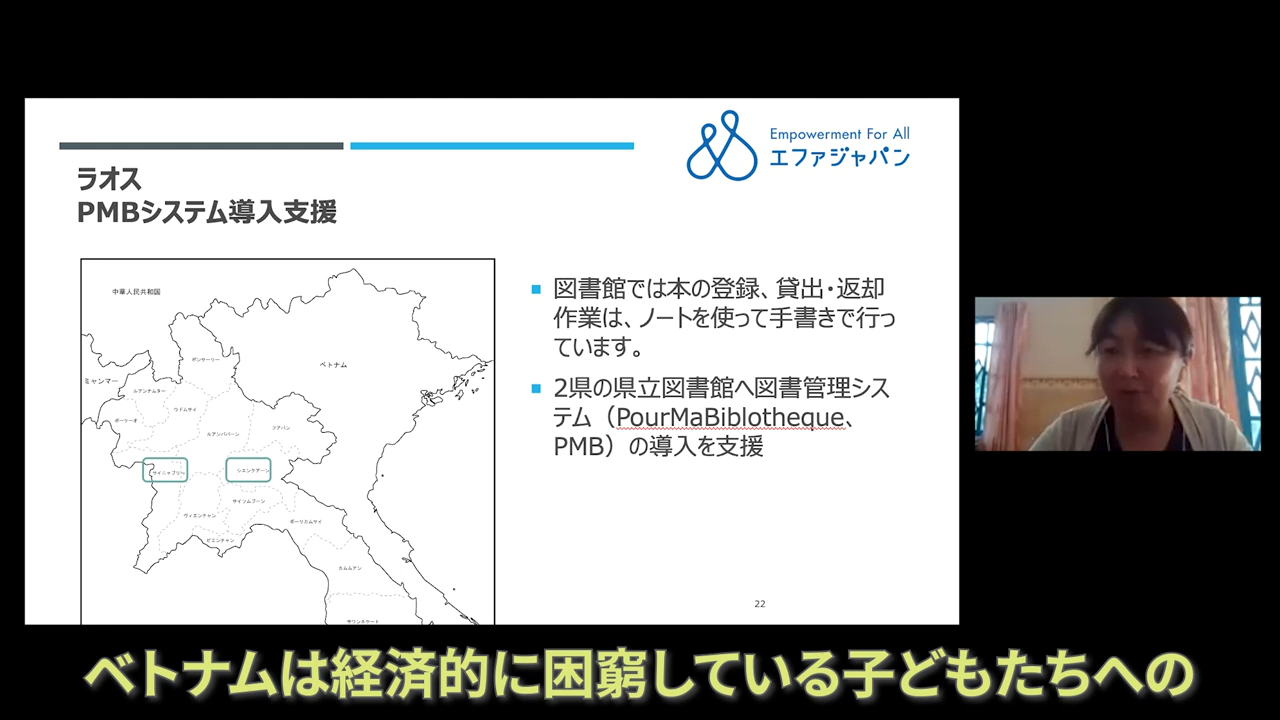 Empowerment For All
エファジャパン
ラオス
PMBシステム導入支援
中華人民共和国
ポンサーリー
ベトナム
ミャンマー
ルアンナムター
ウドムサイ
ボーケーオ
ルアンパバーン
フアパン
サイニャブリー
シエンクアーン
サイソムブーン
ヴィエンチャン
ボーリカムサイ
ビエンチャン
カムムアン
サワンナケート
図書館では本の登録、貸出・返却
作業は、ノートを使って手書きで行っ
ています。
2県の県立図書館へ図書管理シス
テム（PourMaBiblotheque、
PMB）の導入を支援
22
ベトナムは経済的に困窮している子どもたちへの